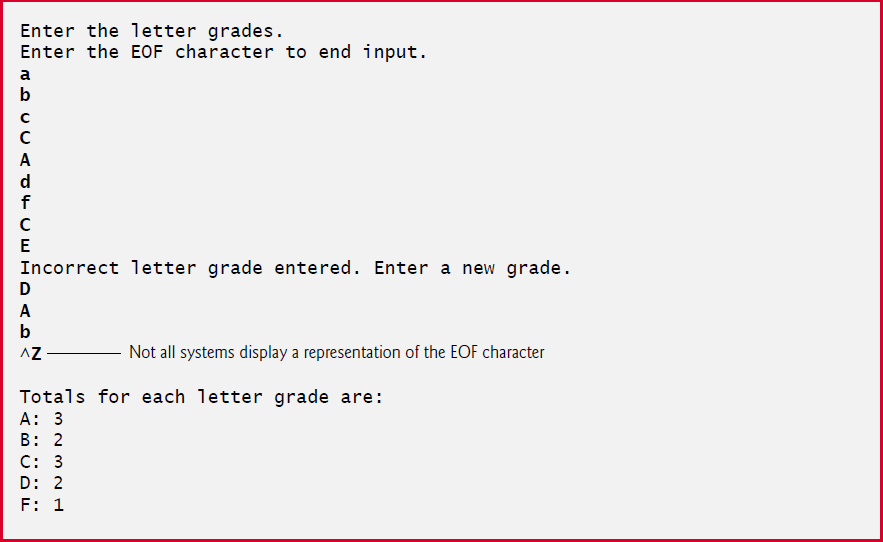 Enter the letter grades.
Enter the EOF character to end input.
a
b
c
C
A
d
f
C
E
Incorrect letter grade entered. Enter a new grade.
D
A
b
^Z Not all systems display a representation of the EOF character
Totals for each letter grade are:
A: 3
B: 2
C: 3
D: 2
F: 1